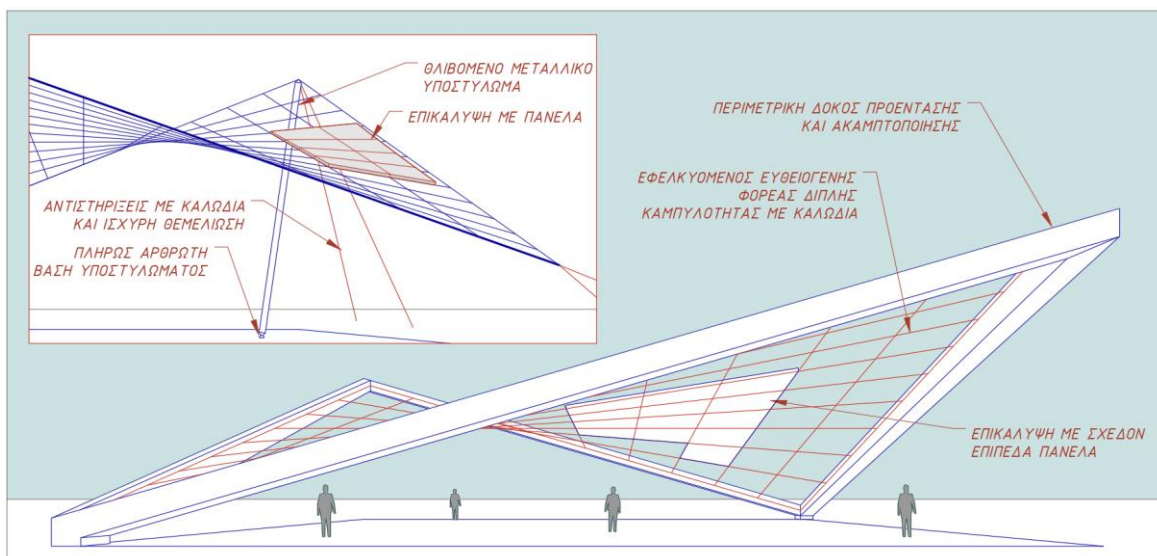 ΘΛΙΒΟΜΕΝΟ ΜΕΤΑΛΛΙΚΟ
ΥΠΟΣΤΥΛΩΜΑ
ΕΠΙΚΑΛΥΨΗ ΜΕ ΠΑΝΕΛΑ
ΑΝΤΙΣΤΗΡΙΞΕΙΣ ΜΕ ΚΑΛΩΔΙΑ
ΚΑΙ ΙΣΧΥΡΗ ΘΕΜΕΛΙΩΣΗ
ΠΛΗΡΩΣ ΑΡΘΡΩΤΗ
ΒΑΣΗ ΥΠΟΣΤΥΛΩΜΑΤΟΣ
ΠΕΡΙΜΕΤΡΙΚΗ ΔΟΚΟΣ ΠΡΟΕΝΤΑΣΗΣ
ΚΑΙ ΑΚΑΜΠΤΟΠΟΙΗΣΗΣ
ΕΦΕΛΚΥΟΜΕΝΟΣ ΕΥΘΕΙΟΓΕΝΗΣ
ΦΟΡΕΑΣ ΔΙΠΛΗΣ
ΚΑΜΠΥΛΟΤΗΤΑΣ ΜΕ ΚΑΛΩΔΙΑ
ΕΠΙΚΑΛΥΨΗ ΜΕ ΣΧΕΔΟΝ
ΕΠΙΠΕΔΑ ΠΑΝΕΛΑ